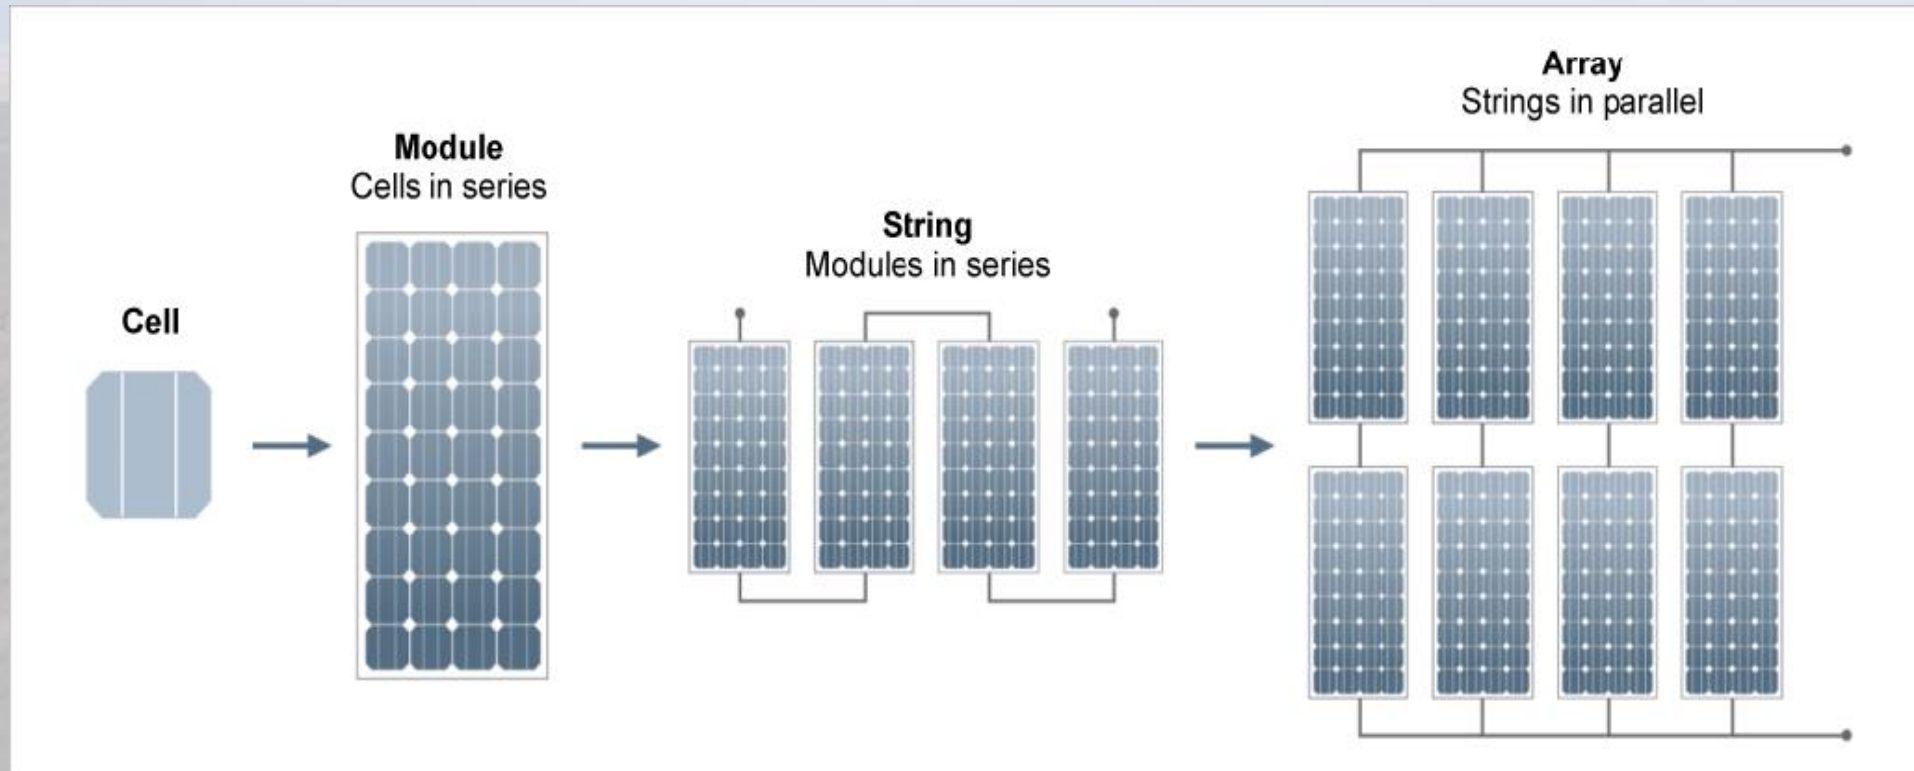 Cell
Module
Cells in series
String
Modules in series
Array
Strings in parallel